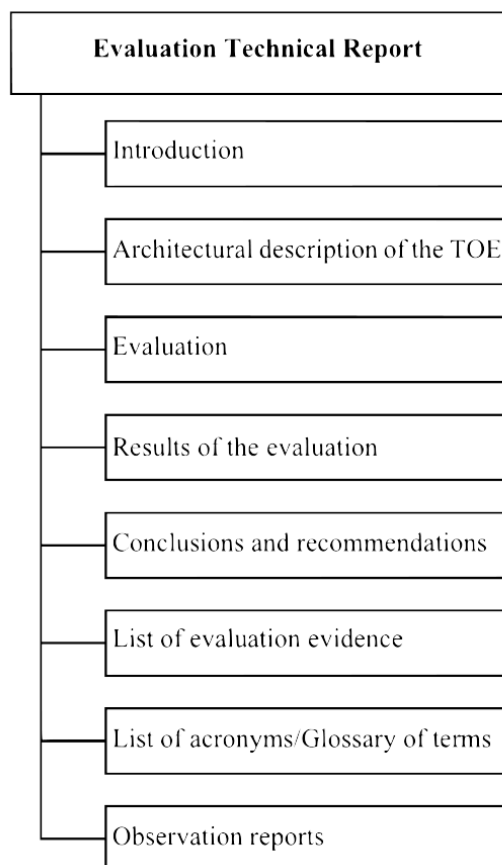 Evaluation Technical Report
Introduction
Architectural description of the TOE
Evaluation
Results of the evaluation
Conclusions and recommendations
List of evaluation evidence
List of acronyms/Glossary of terms
Observation reports